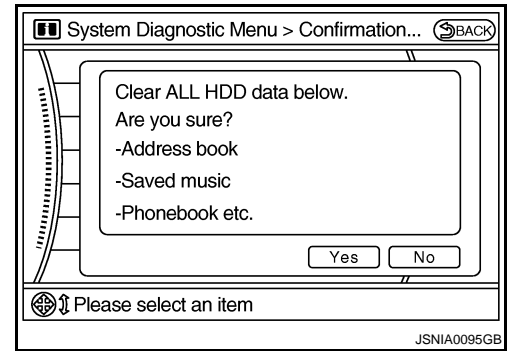 System Diagnostic Menu > Confirmation... BACK
Clear ALL HDD data below.
Are you sure?
-Address book
-Saved music
-Phonebook etc.
Yes No
Please select an item
JSNIA0095GB